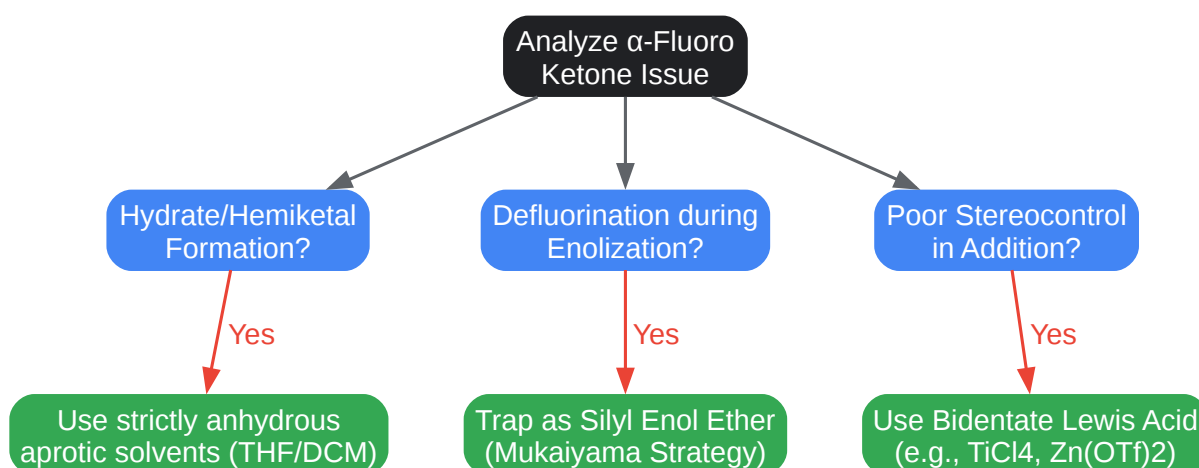 Analyze α-Fluoro
Ketone Issue
Hydrate/Hemiketal
Formation?
Defluorination during
Enolization?
Poor Stereocontrol
in Addition?
Yes
Yes
Yes
Use strictly anhydrous
aprotic solvents (THF/DCM)
Trap as Silyl Enol Ether
(Mukaiyama Strategy)
Use Bidentate Lewis Acid
(e.g., TiCl4, Zn(OTf)2)